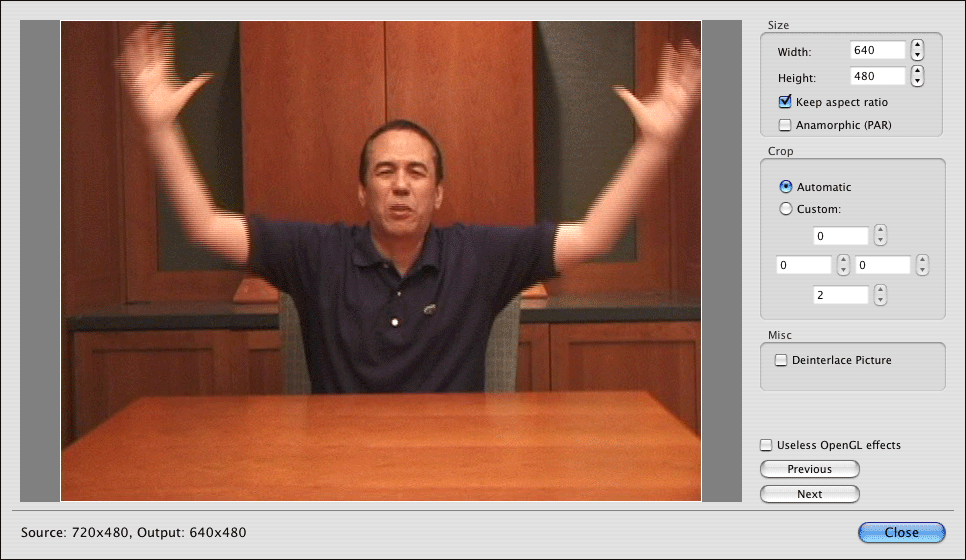 Size
Width: 640
Height: 480
Keep aspect ratio
Anamorphic (PAR)
Crop
Automatic
Custom:
0
0 0
2
Misc
Deinterlace Picture
Useless OpenGL effects
Previous
Next
Source: 720x480, Output: 640x480
Close